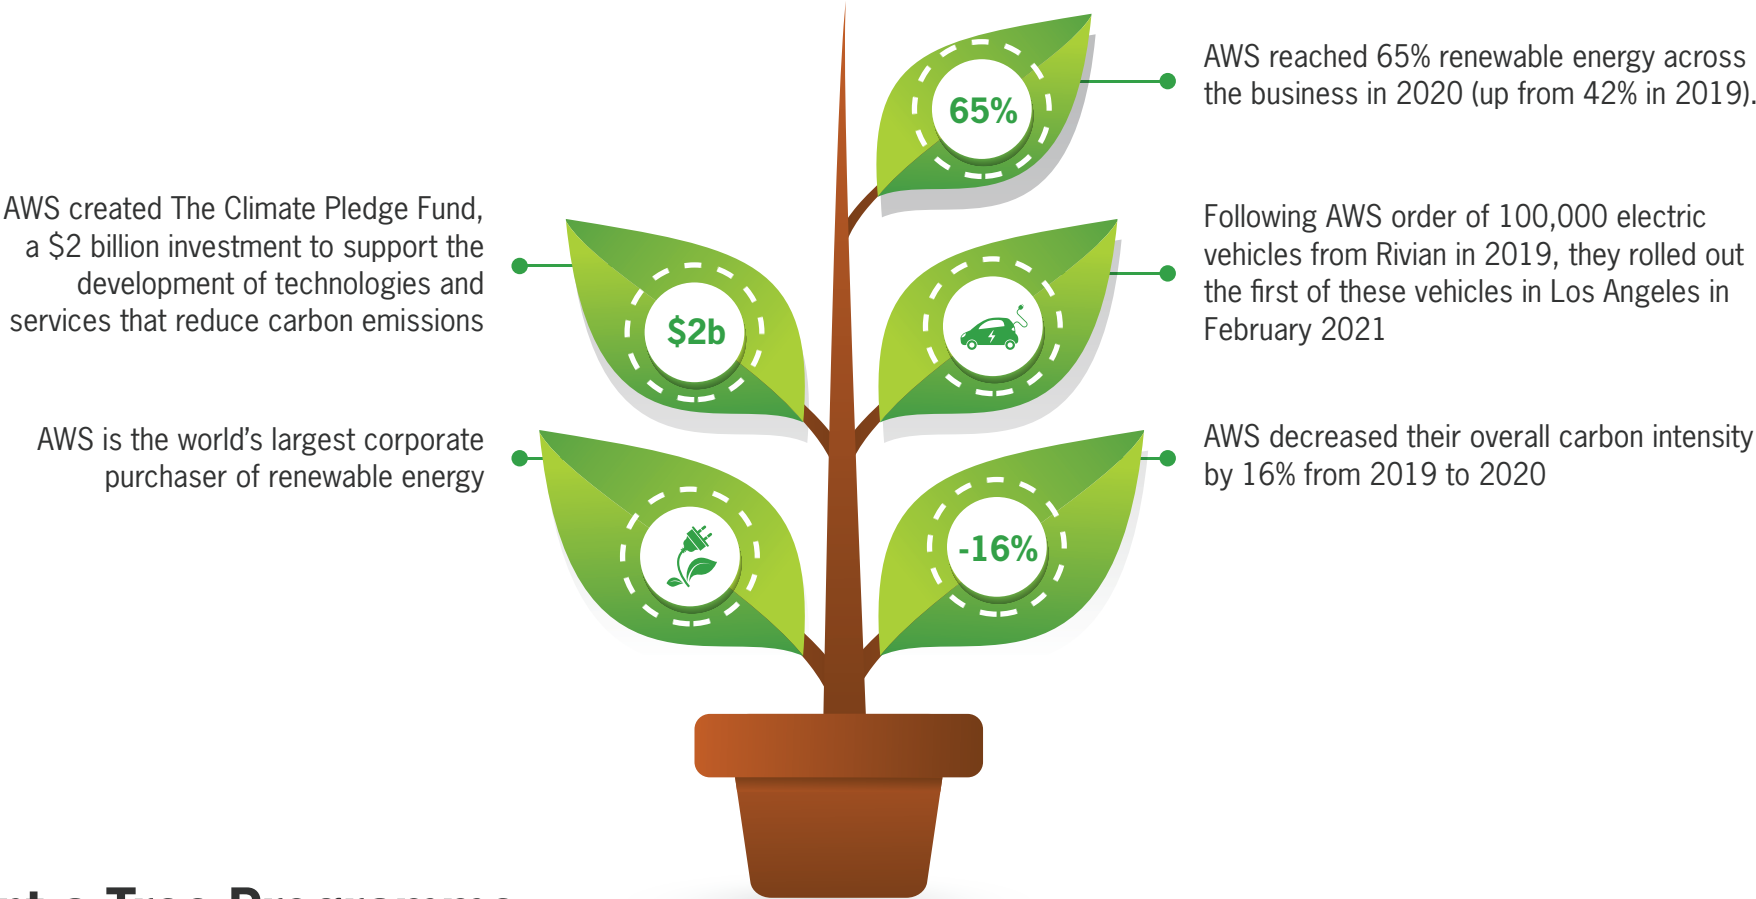 65%
AWS reached 65% renewable energy across
the business in 2020 (up from 42% in 2019).
AWS created The Climate Pledge Fund,
a $2 billion investment to support the
development of technologies and
services that reduce carbon emissions
$2b
Following AWS order of 100,000 electric
vehicles from Rivian in 2019, they rolled out
the first of these vehicles in Los Angeles in
February 2021
AWS is the world’s largest corporate
purchaser of renewable energy
-16%
AWS decreased their overall carbon intensity
by 16% from 2019 to 2020
a Tree Programme